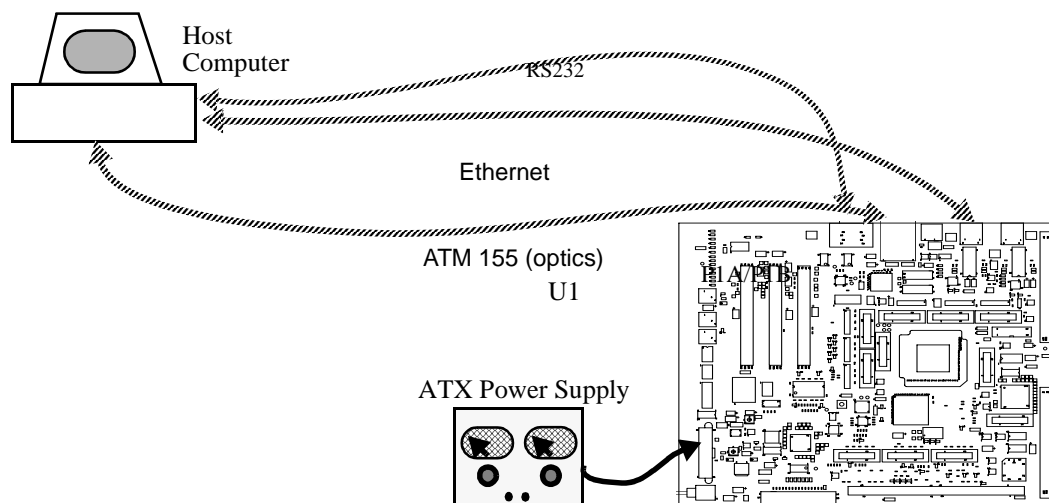 Host
Computer
RS232
Ethernet
ATM 155 (optics)
U1
ATX Power Supply